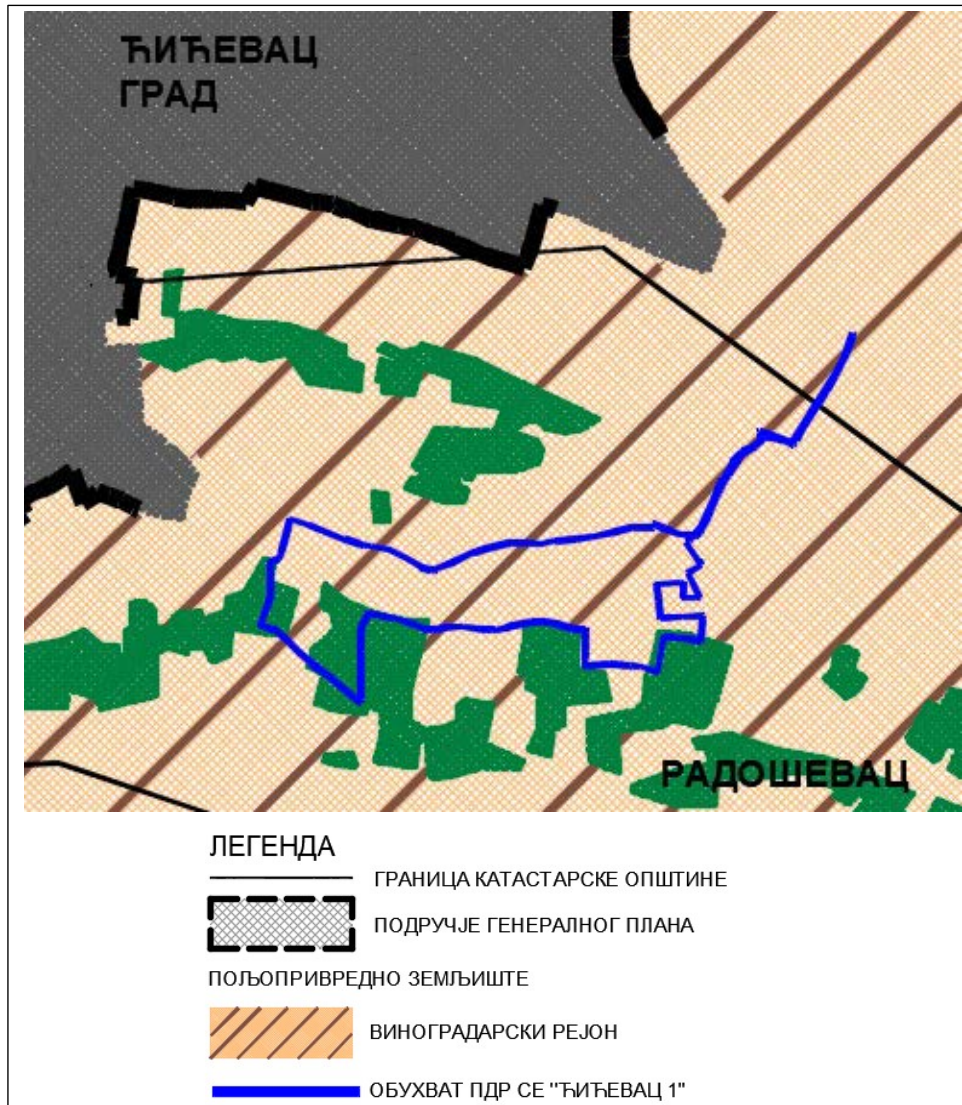 ЋИЋЕВАЦ
ГРАД
РАДОШЕВАЦ
ЛЕГЕНДА
ГРАНИЦА КАТАСТАРСКЕ ОПШТИНЕ
ПОДРУЧЈЕ ГЕНЕРАЛНОГ ПЛАНА
ПОЉОПРИВРЕДНО ЗЕМЉИШТЕ
ВИНОГРАДАРСКИ РЕЈОН
ОБУХВАТ ПДР СЕ "ЋИЋЕВАЦ 1"